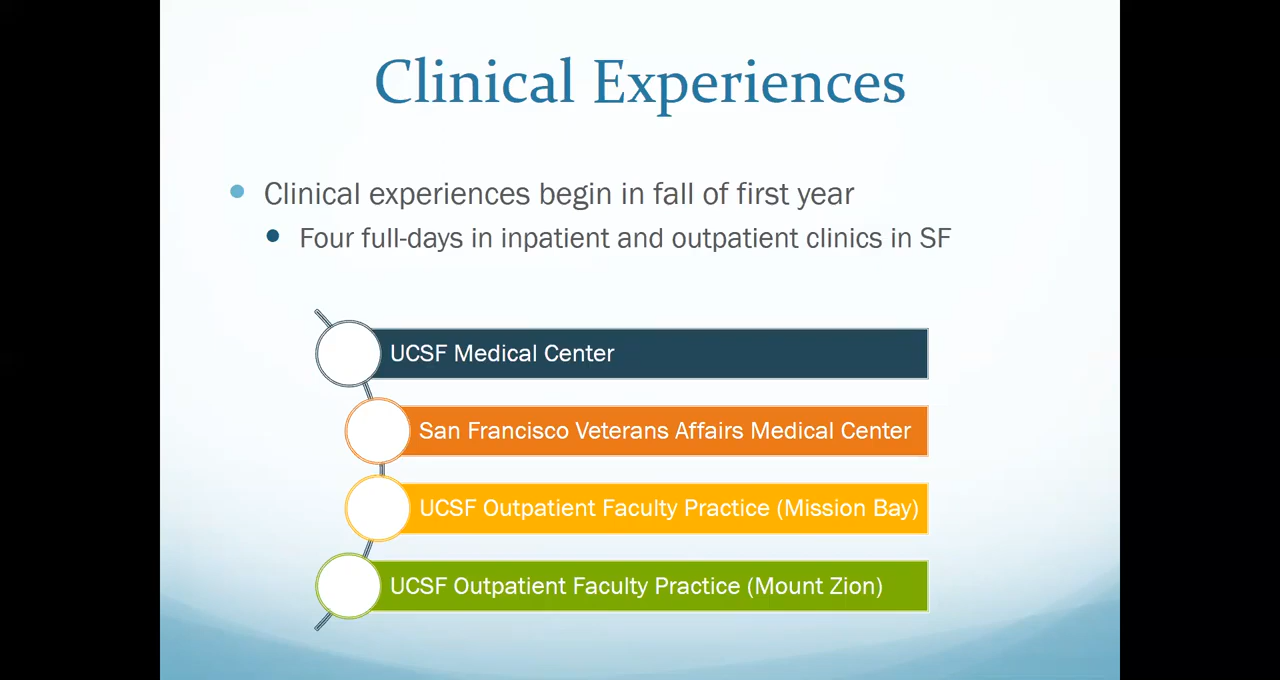 Clinical Experiences
Clinical experiences begin in fall of first year
Four full-days in inpatient and outpatient clinics in SF
UCSF Medical Center
San Francisco Veterans Affairs Medical Center
UCSF Outpatient Faculty Practice (Mission Bay)
UCSF Outpatient Faculty Practice (Mount Zion)